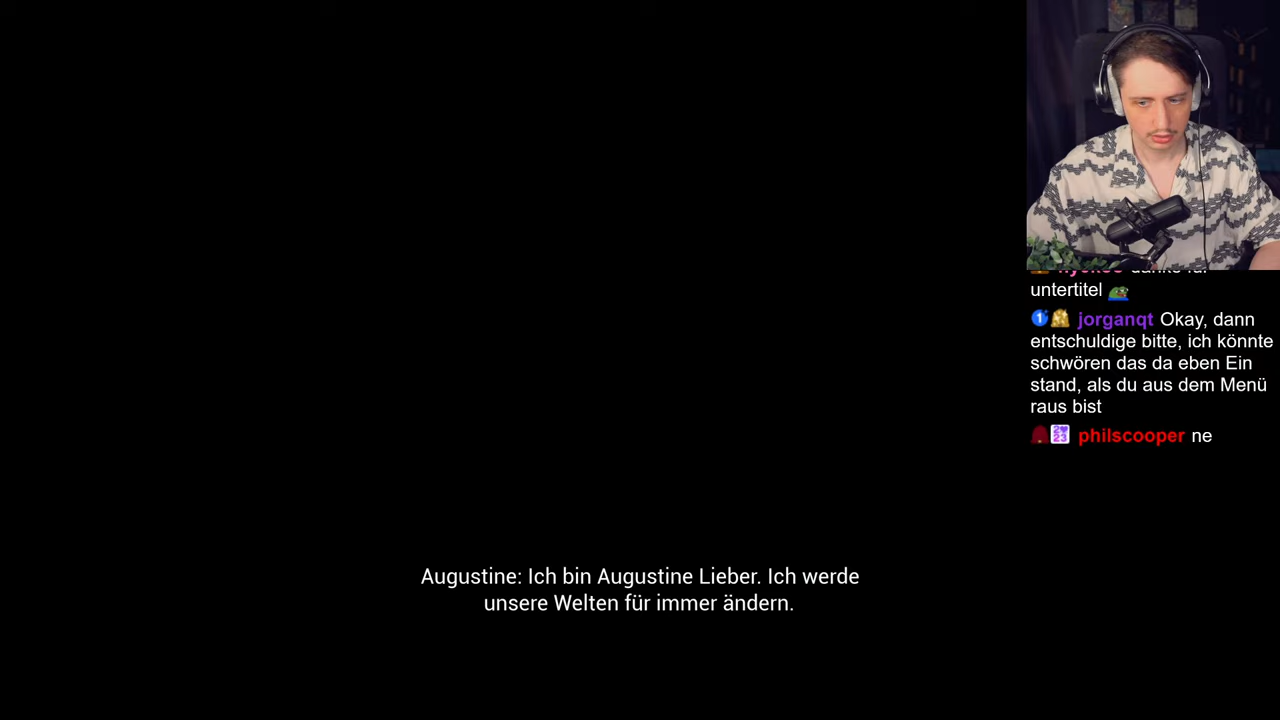 untertitel
jorganqt Okay, dann
entschuldige bitte, ich könnte
schwören das da eben Ein
stand, als du aus dem Menü
raus bist
philscooper ne
Augustine: Ich bin Augustine Lieber. Ich werde
unsere Welten für immer ändern.